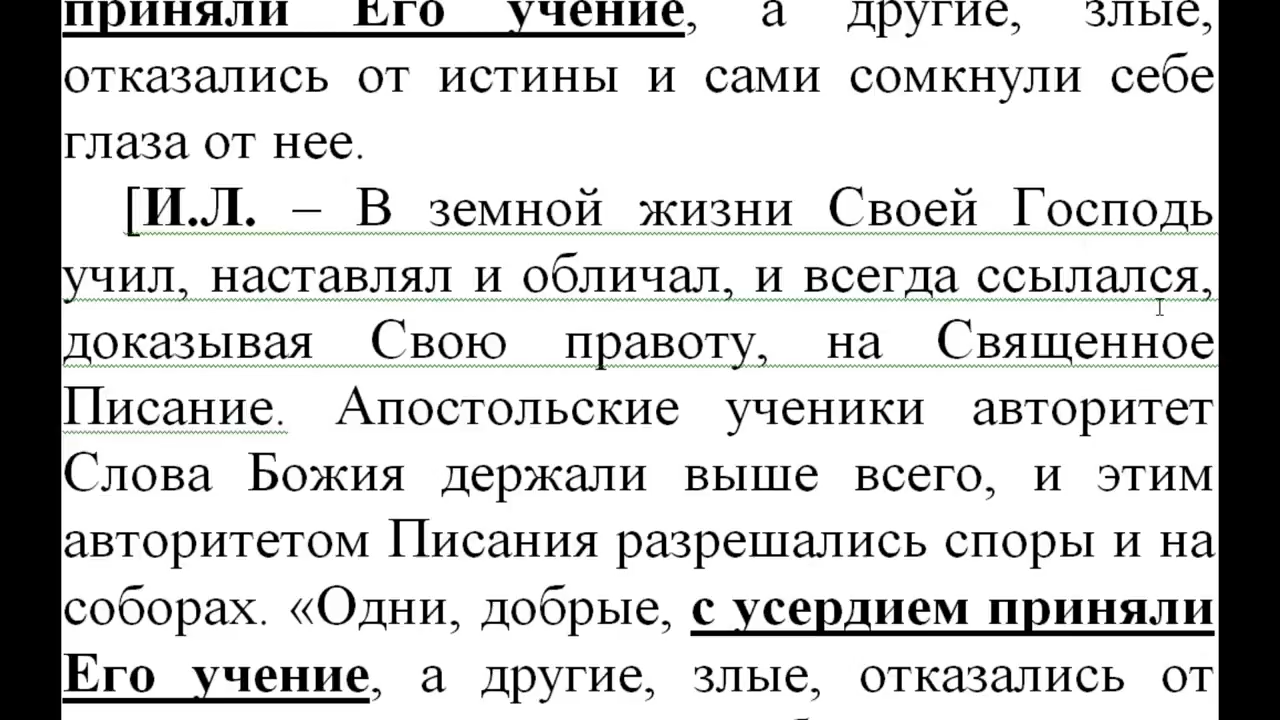 приняли Его учение, а другие, злые,
отказались от истины и сами сомкнули себе
глаза от нее.
[И.Л. – В земной жизни Своей Господь
учил, наставлял и обличал, и всегда ссылался,
доказывая Свою правоту, на Священное
Писание. Апостольские ученики авторитет
Слова Божия держали выше всего, и этим
авторитетом Писания разрешались споры и на
соборах. «Одни, добрые, с усердием приняли
Его учение, а другие, злые, отказались от